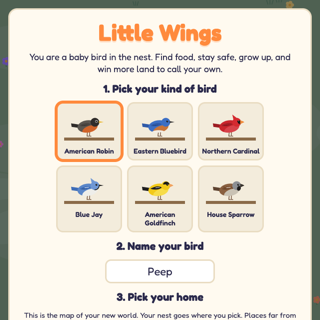 Little Wings
You are a baby bird in the nest. Find food, stay safe, grow up, and
win more land to call your own.
1. Pick your kind of bird
American Robin
Eastern Bluebird
Northern Cardinal
Blue Jay
American
Goldfinch
House Sparrow
2. Name your bird
Peep
3. Pick your home
This is the map of your new world. Your nest goes where you pick. Places far from